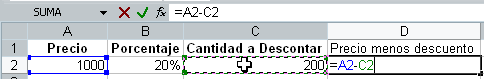 SUMA =A2-C2
A B C D
1 Precio Porcentaje Cantidad a Descontar Precio menos descuento
2 1000 20% 200 =A2-C2